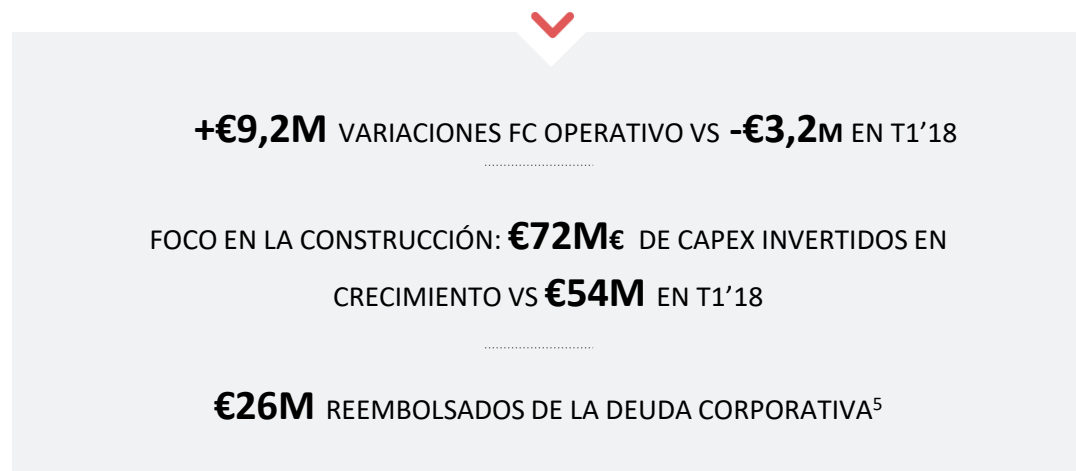 +€9,2M VARIACIONES FC OPERATIVO VS -€3,2M EN T1’18
FOCO EN LA CONSTRUCCIÓN: €72M€ DE CAPEX INVERTIDOS EN
CRECIMIENTO VS €54M EN T1’18
€26M REEMBOLSADOS DE LA DEUDA CORPORATIVA⁵